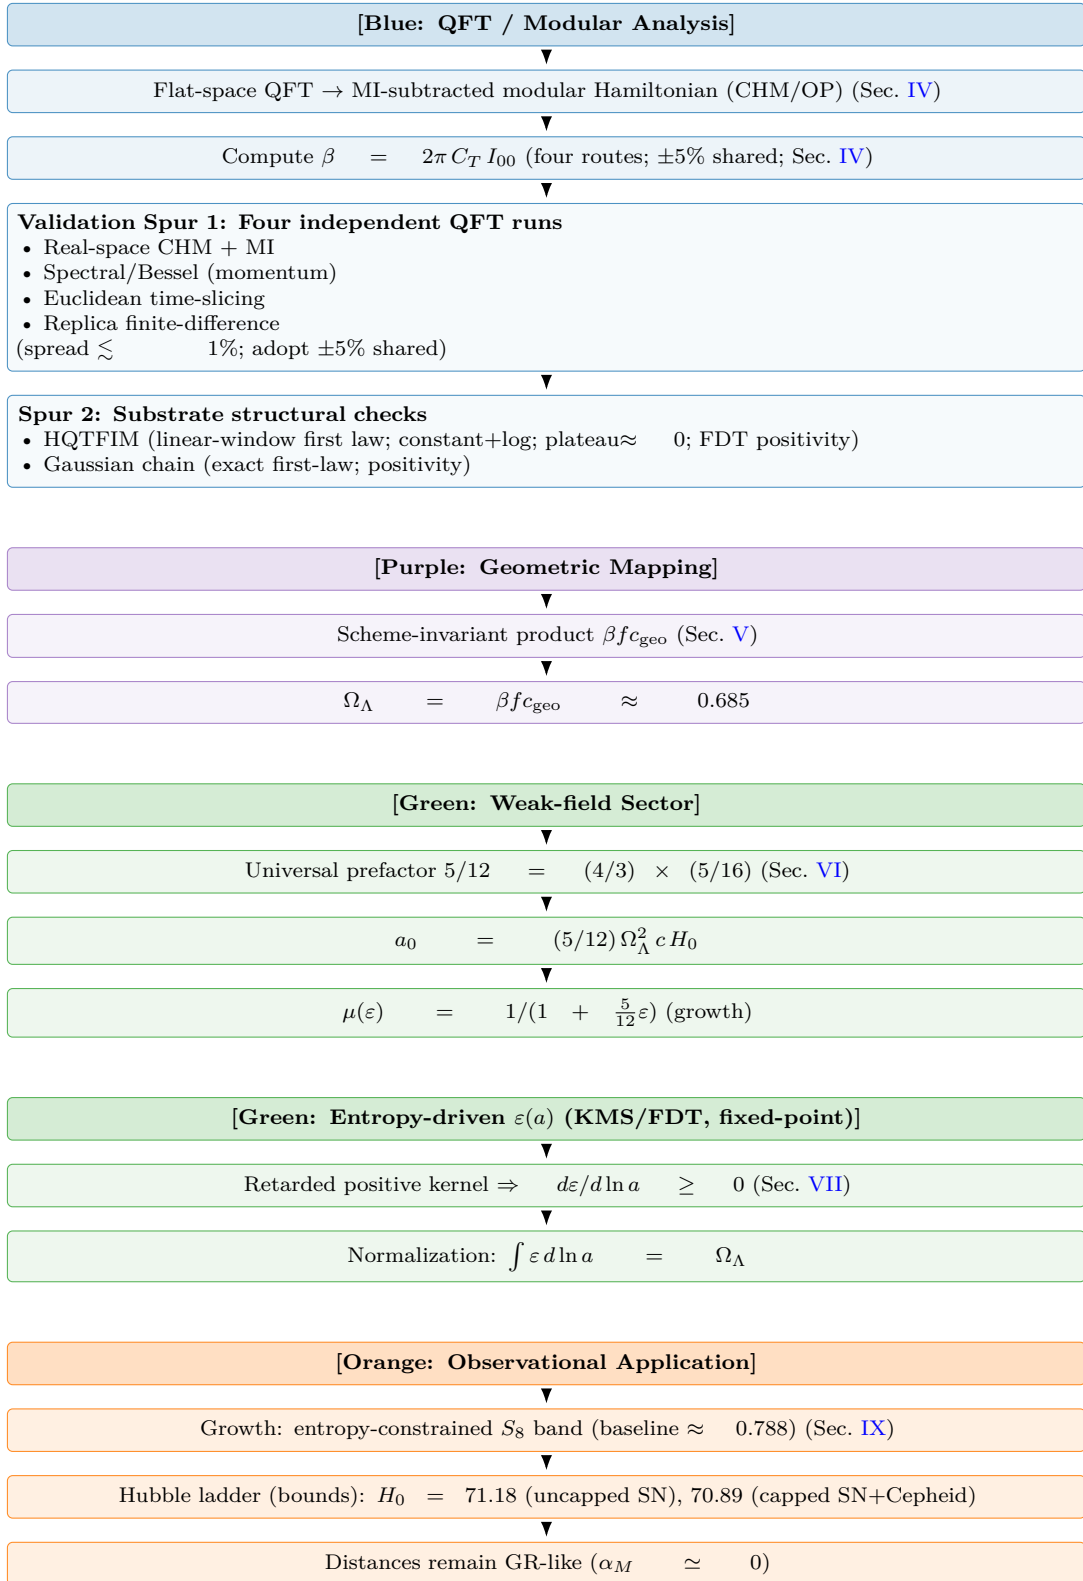 [Blue: QFT / Modular Analysis]
Flat-space QFT → MI-subtracted modular Hamiltonian (CHM/OP) (Sec. IV)
Compute β = 2π C_T I_00 (four routes; ±5% shared; Sec. IV)
Validation Spur 1: Four independent QFT runs
• Real-space CHM + MI
• Spectral/Bessel (momentum)
• Euclidean time-slicing
• Replica finite-difference
(spread ≲ 1%; adopt ±5% shared)
Spur 2: Substrate structural checks
• HQTFIM (linear-window first law; constant+log; plateau≈ 0; FDT positivity)
• Gaussian chain (exact first-law; positivity)
[Purple: Geometric Mapping]
Scheme-invariant product βfc_geo (Sec. V)
Ω_Λ = βfc_geo ≈ 0.685
[Green: Weak-field Sector]
Universal prefactor 5/12 = (4/3) × (5/16) (Sec. VI)
a_0 = (5/12) Ω_Λ^2 c H_0
μ(ε) = 1/(1 + 5/12 ε) (growth)
[Green: Entropy-driven ε(a) (KMS/FDT, fixed-point)]
Retarded positive kernel ⇒ dε/d ln a ≥ 0 (Sec. VII)
Normalization: ∫ ε d ln a = Ω_Λ
[Orange: Observational Application]
Growth: entropy-constrained S_8 band (baseline ≈ 0.788) (Sec. IX)
Hubble ladder (bounds): H_0 = 71.18 (uncapped SN), 70.89 (capped SN+Cepheid)
Distances remain GR-like (α_M ≃ 0)